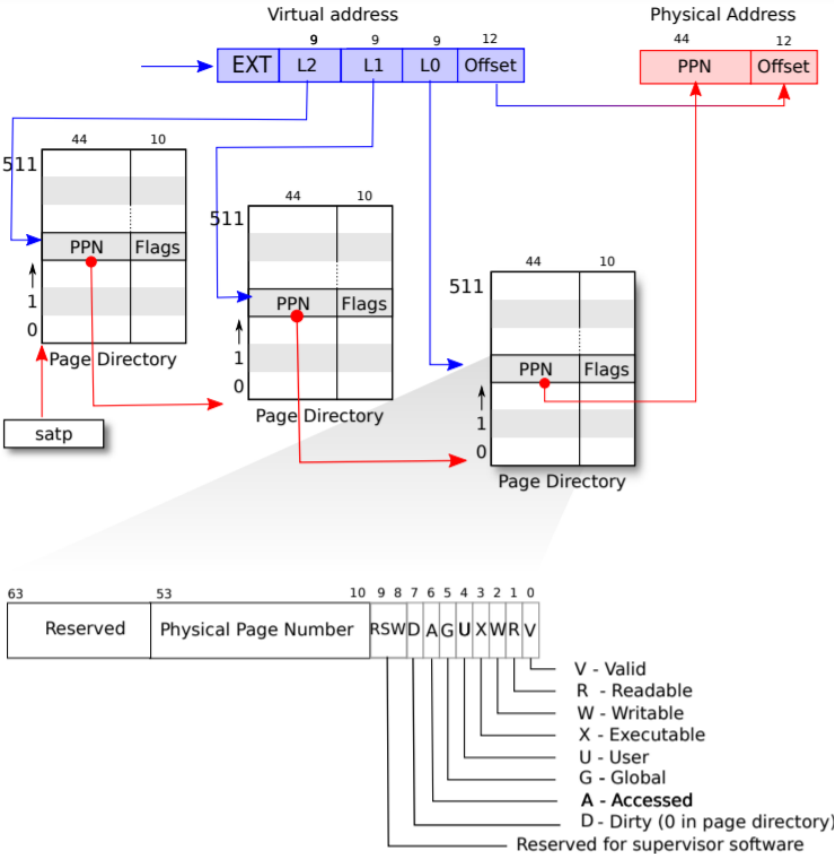 Virtual address
Physical Address
9 9 9 12
44 12
EXT L2 L1 L0 Offset
PPN Offset
44 10
511
PPN Flags
1
0
Page Directory
satp
44 10
511
PPN Flags
1
0
Page Directory
44 10
511
PPN Flags
1
0
Page Directory
63 53 10 9 8 7 6 5 4 3 2 1 0
Reserved Physical Page Number RSW D A G U X W R V
V - Valid
R - Readable
W - Writable
X - Executable
U - User
G - Global
A - Accessed
D - Dirty (0 in page directory)
Reserved for supervisor software